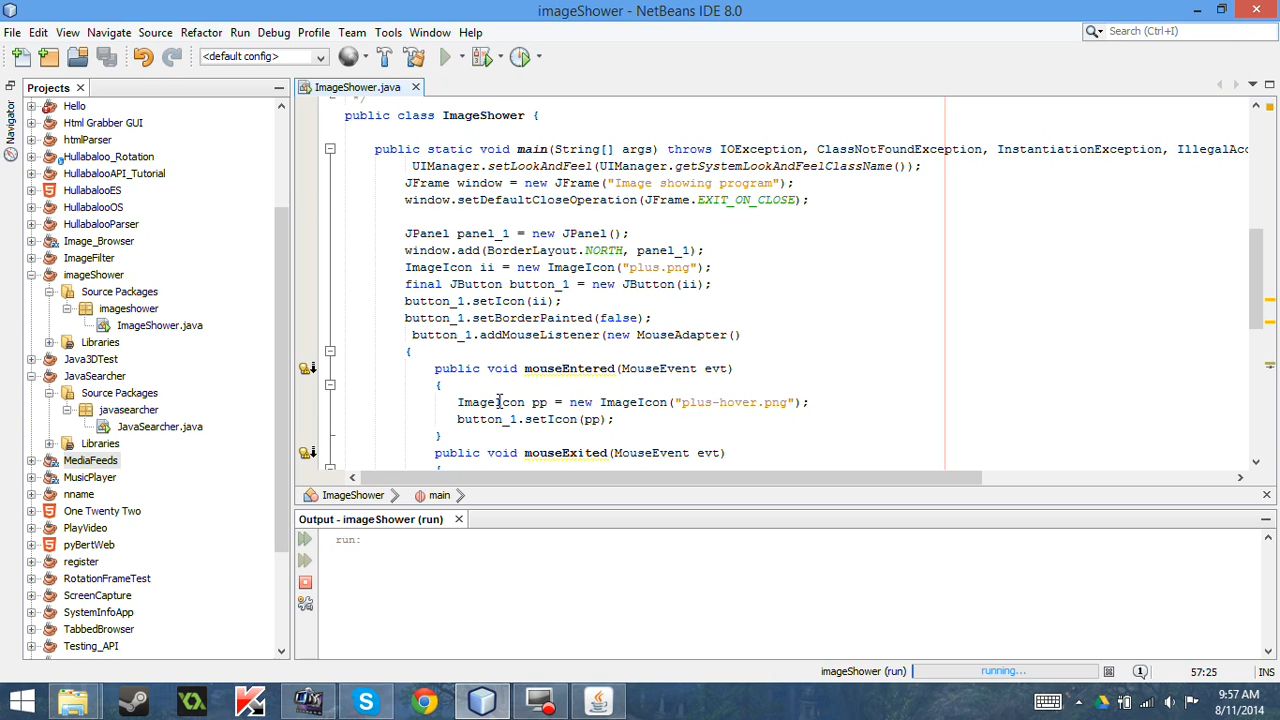 imageShower - NetBeans IDE 8.0
File Edit View Navigate Source Refactor Run Debug Profile Team Tools Window Help
Search (Ctrl+I)
<default config>
Projects
ImageShower.java
Navigator
Hello
Html Grabber GUI
htmlParser
Hullabaloo_Rotation
HullabalooAPI_Tutorial
HullabalooES
HullabalooOS
HullabalooParser
Image_Browser
ImageFilter
imageShower
Source Packages
imageshower
ImageShower.java
Libraries
Java3DTest
JavaSearcher
Source Packages
javasearcher
JavaSearcher.java
Libraries
MediaFeeds
MusicPlayer
nname
One Twenty Two
PlayVideo
pyBertWeb
register
RotationFrameTest
ScreenCapture
SystemInfoApp
TabbedBrowser
Testing_API
*/
public class ImageShower {
public static void main(String[] args) throws IOException, ClassNotFoundException, InstantiationException, IllegalAcc
UIManager.setLookAndFeel(UIManager.getSystemLookAndFeelClassName());
JFrame window = new JFrame("Image showing program");
window.setDefaultCloseOperation(JFrame.EXIT_ON_CLOSE);
JPanel panel_1 = new JPanel();
window.add(BorderLayout.NORTH, panel_1);
ImageIcon ii = new ImageIcon("plus.png");
final JButton button_1 = new JButton(ii);
button_1.setIcon(ii);
button_1.setBorderPainted(false);
button_1.addMouseListener(new MouseAdapter()
{
public void mouseEntered(MouseEvent evt)
{
ImageIcon pp = new ImageIcon("plus-hover.png");
button_1.setIcon(pp);
}
public void mouseExited(MouseEvent evt)
{
ImageShower
main
Output - imageShower (run)
run:
imageShower (run)
running...
57:25
INS
9:57 AM
8/11/2014